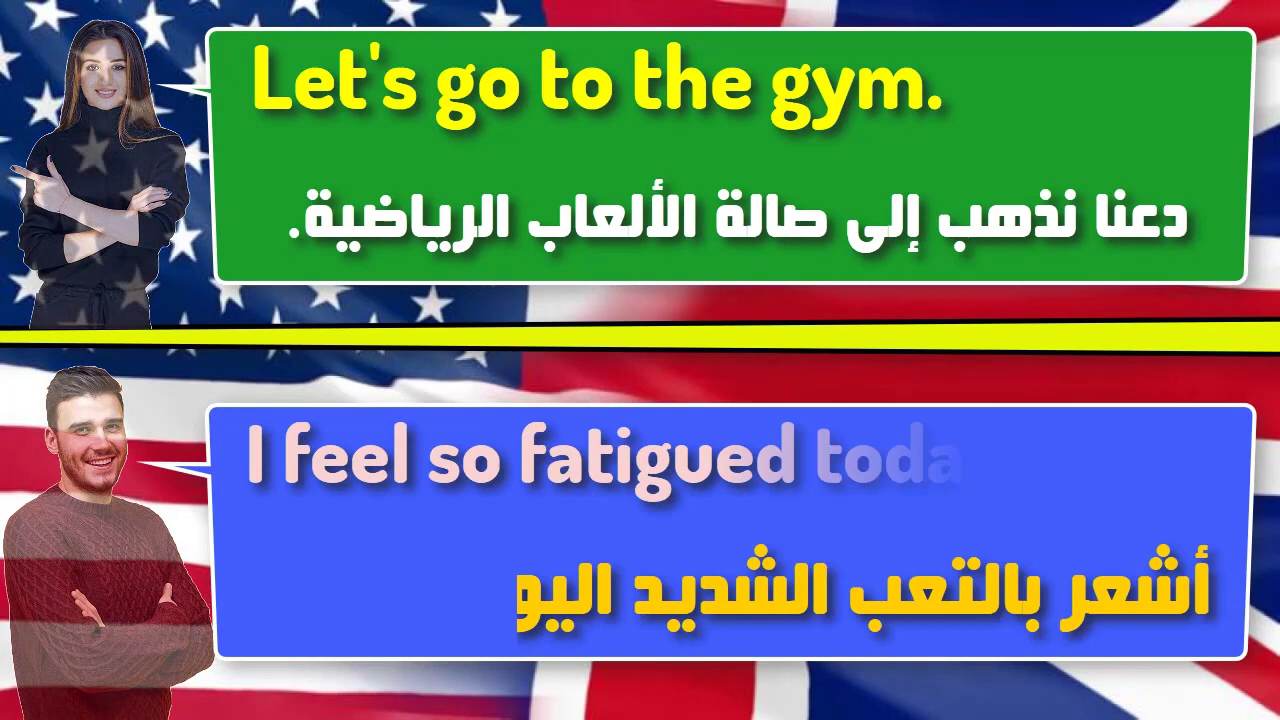 Let's go to the gym.
دعنا نذهب إلى صالة الألعاب الرياضية.
I feel so fatigued toda
أشعر بالتعب الشديد اليو